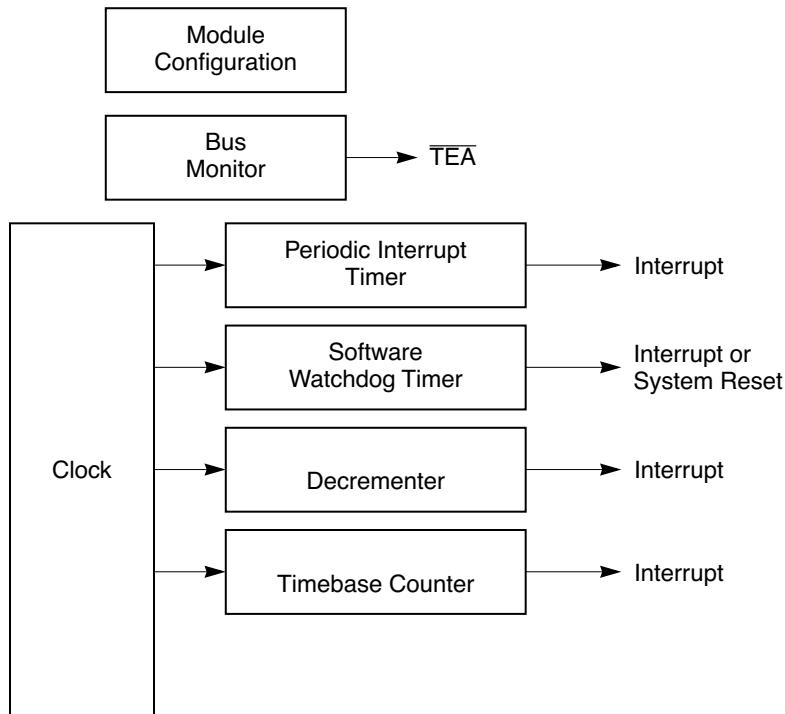 Module
Configuration
Bus
Monitor
T̅E̅A̅
Periodic Interrupt
Timer
Interrupt
Software
Watchdog Timer
Interrupt or
System Reset
Clock
Decrementer
Interrupt
Timebase Counter
Interrupt